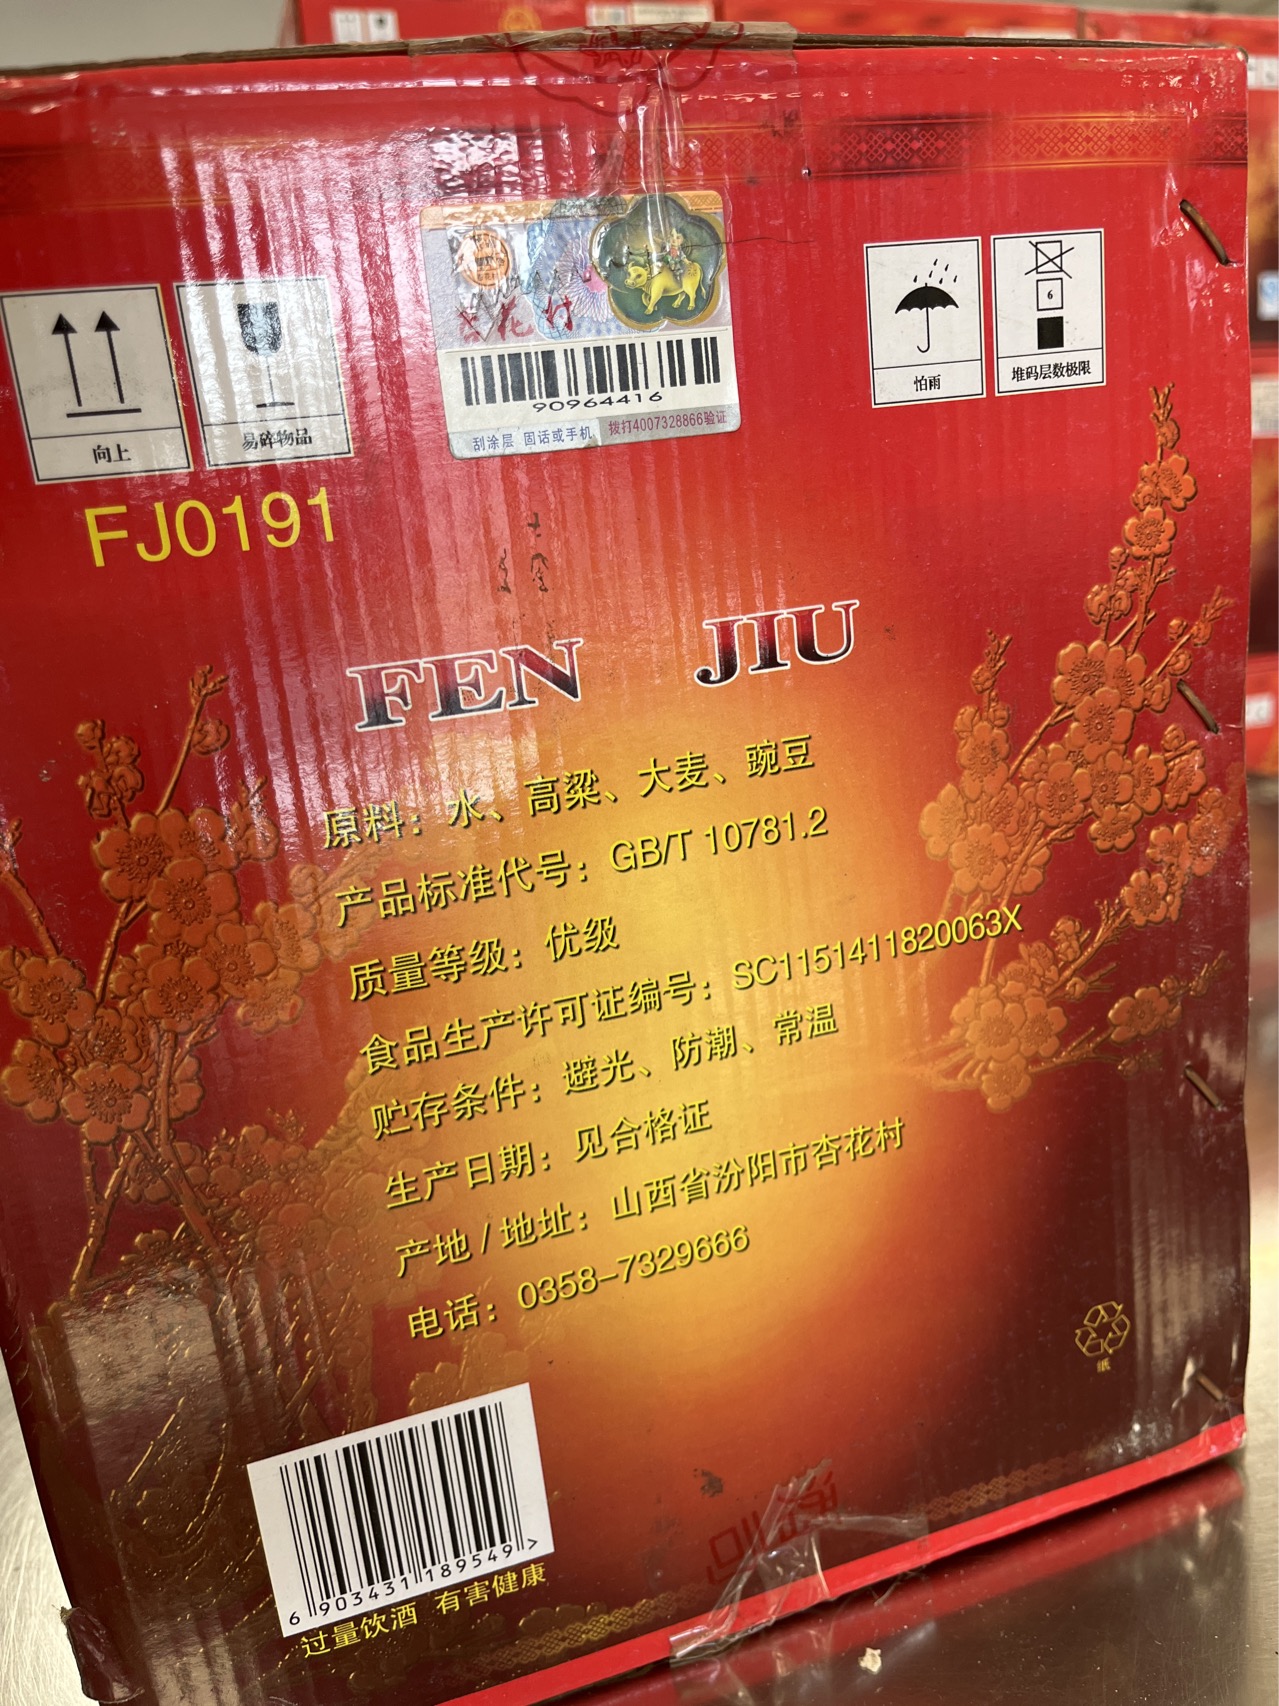 向上
易碎物品
杏花村
90964416
刮涂层 固话或手机 拨打4007328866验证
怕雨
6
堆码层数极限
FJ0191
FEN JIU
原料：水、高粱、大麦、豌豆
产品标准代号：GB/T 10781.2
质量等级：优级
食品生产许可证编号：SC1151411820063X
贮存条件：避光、防潮、常温
生产日期：见合格证
产地 / 地址：山西省汾阳市杏花村
电话：0358-7329666
纸
6 903431 189549 >
过量饮酒 有害健康